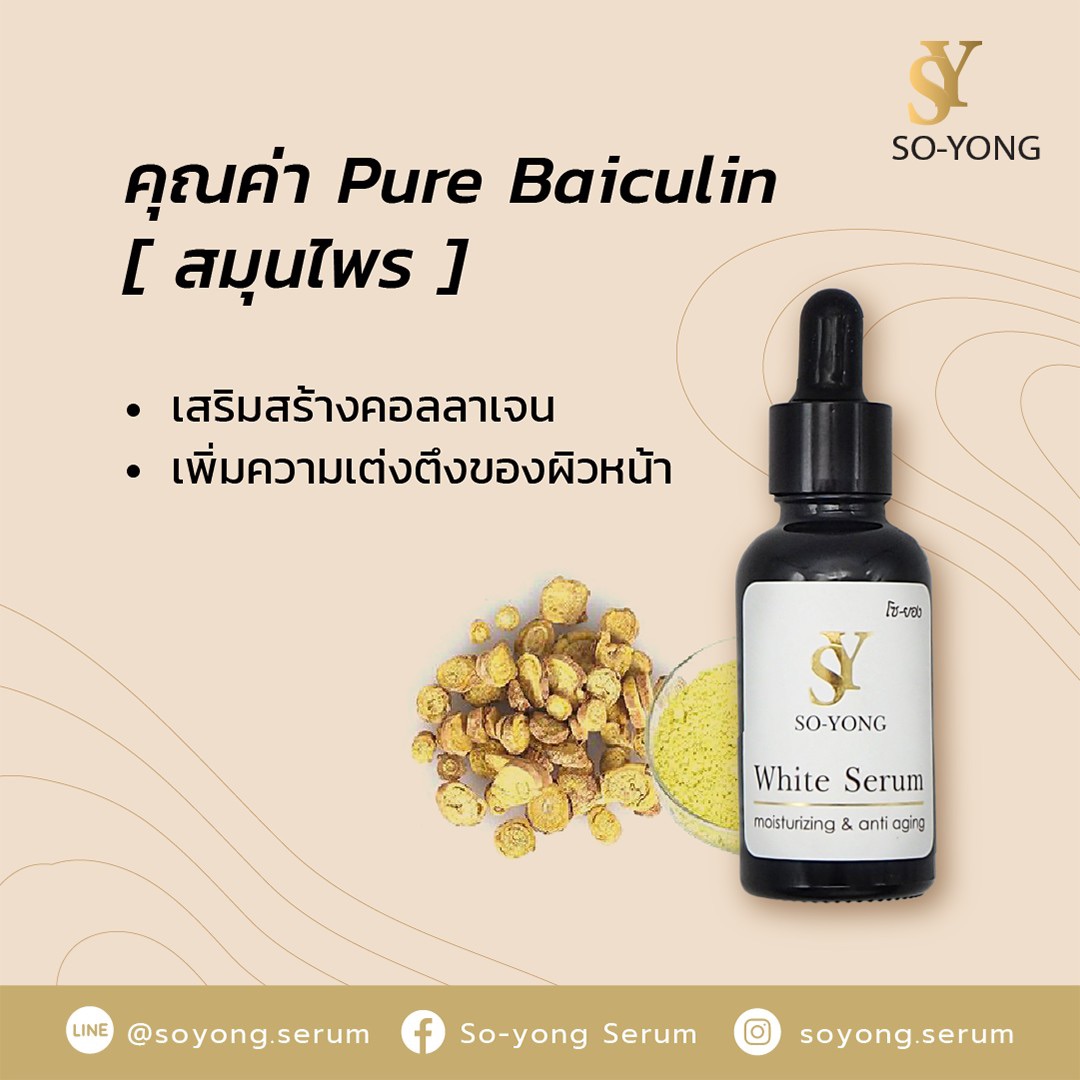 SY
SO-YONG
คุณค่า Pure Baiculin
[ สมุนไพร ]
• เสริมสร้างคอลลาเจน
• เพิ่มความเต่งตึงของผิวหน้า
โซ-ยอง
SY
SO-YONG
White Serum
moisturizing & anti aging
LINE @soyong.serum
So-yong Serum
soyong.serum